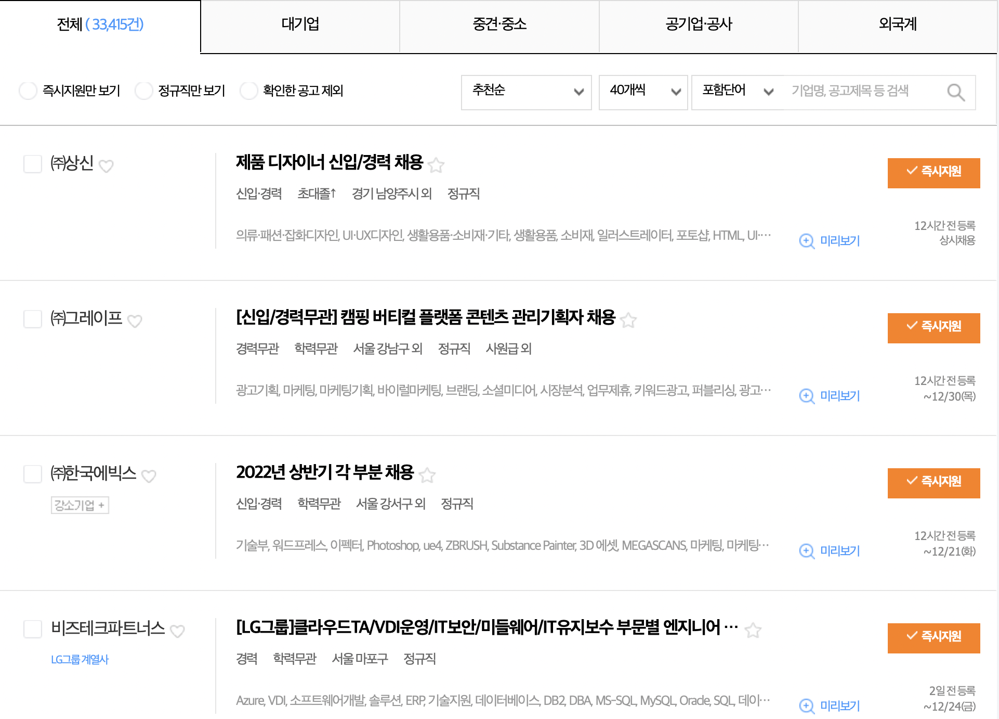 전체 ( 33,415건) 대기업 중견·중소 공기업·공사 외국계
즉시지원만 보기 정규직만 보기 확인한 공고 제외 추천순 40개씩 포함단어 기업명, 공고제목 등 검색
㈜상신 제품 디자이너 신입/경력 채용 즉시지원
신입·경력 초대졸↑ 경기 남양주시 외 정규직
의류·패션·잡화디자인, UI·UX디자인, 생활용품·소비재·기타, 생활용품, 소비재, 일러스트레이터, 포토샵, HTML, UI·… 미리보기 12시간 전 등록
상시채용
㈜그레이프 [신입/경력무관] 캠핑 버티컬 플랫폼 콘텐츠 관리기획자 채용 즉시지원
경력무관 학력무관 서울 강남구 외 정규직 사원급 외
광고기획, 마케팅, 마케팅기획, 바이럴마케팅, 브랜딩, 소셜미디어, 시장분석, 업무제휴, 키워드광고, 퍼블리싱, 광고… 미리보기 12시간 전 등록
~12/30(목)
㈜한국에빅스 2022년 상반기 각 부분 채용 즉시지원
강소기업 + 신입·경력 학력무관 서울 강서구 외 정규직
기술부, 워드프레스, 이펙터, Photoshop, ue4, ZBRUSH, Substance Painter, 3D 에셋, MEGASCANS, 마케팅, 마케팅… 미리보기 12시간 전 등록
~12/21(화)
비즈테크파트너스 [LG그룹]클라우드TA/VDI운영/IT보안/미들웨어/IT유지보수 부문별 엔지니어 … 즉시지원
LG그룹 계열사 경력 학력무관 서울 마포구 정규직
Azure, VDI, 소프트웨어개발, 솔루션, ERP, 기술지원, 데이터베이스, DB2, DBA, MS-SQL, MySQL, Oracle, SQL, 데이… 미리보기 2일 전 등록
~12/24(금)